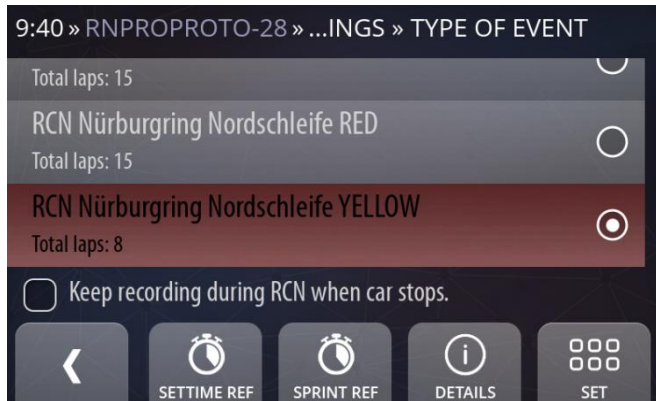 9:40 » RNPROPROTO-28 » ...INGS » TYPE OF EVENT
Total laps: 15
RCN Nürburgring Nordschleife RED
Total laps: 15
RCN Nürburgring Nordschleife YELLOW
Total laps: 8
Keep recording during RCN when car stops.
SETTIME REF SPRINT REF DETAILS SET